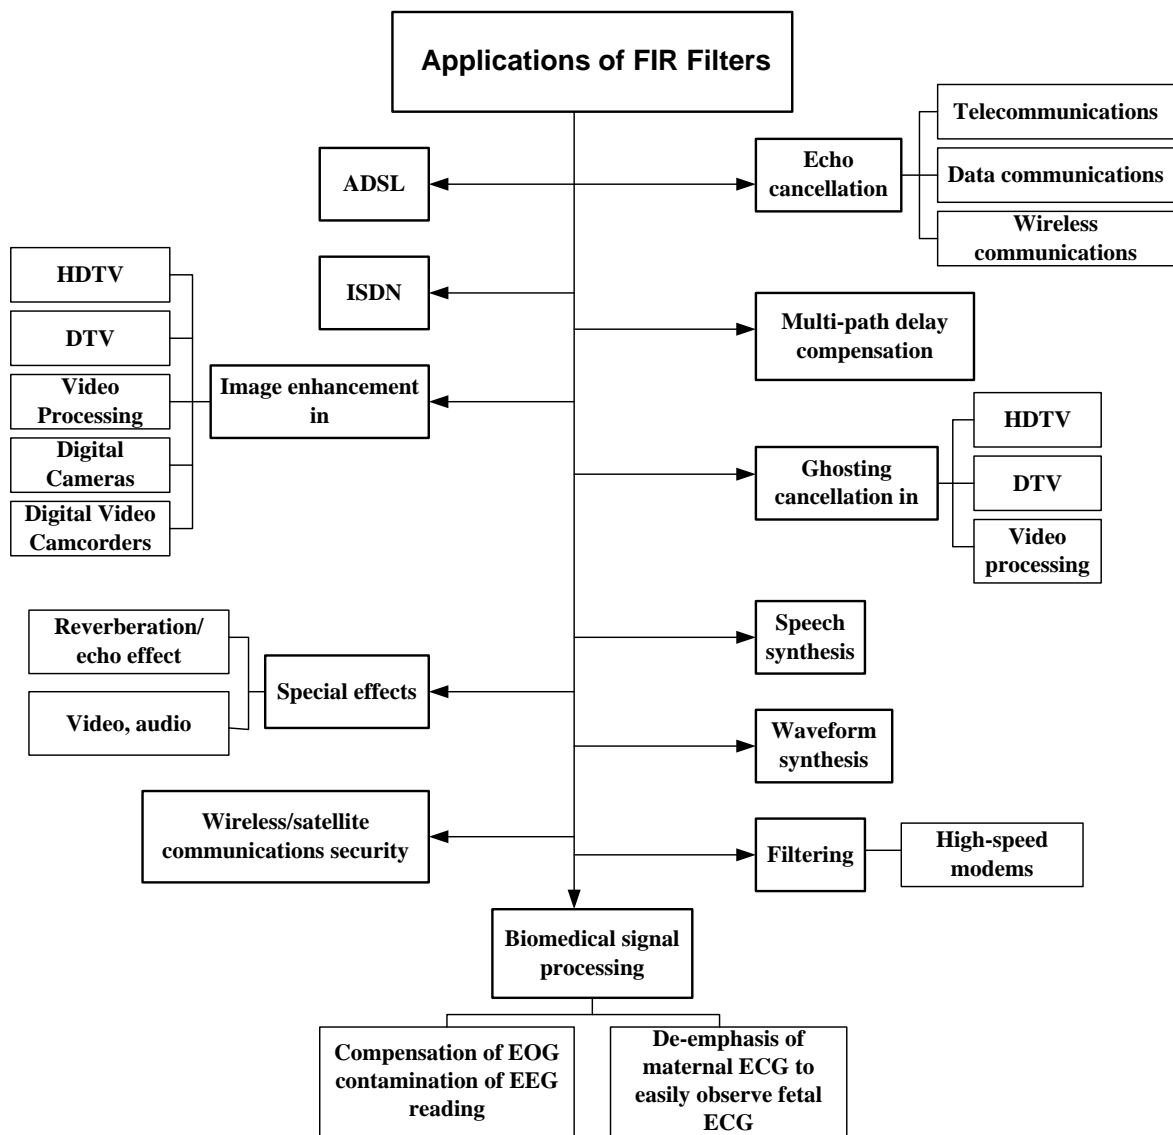 Applications of FIR Filters
ADSL
Echo
cancellation
Telecommunications
Data communications
Wireless
communications
HDTV
DTV
Video
Processing
Digital
Cameras
Digital Video
Camcorders
ISDN
Image enhancement
in
Multi-path delay
compensation
Ghosting
cancellation in
HDTV
DTV
Video
processing
Reverberation/
echo effect
Video, audio
Special effects
Speech
synthesis
Waveform
synthesis
Wireless/satellite
communications security
Filtering
High-speed
modems
Biomedical signal
processing
Compensation of EOG
contamination of EEG
reading
De-emphasis of
maternal ECG to
easily observe fetal
ECG